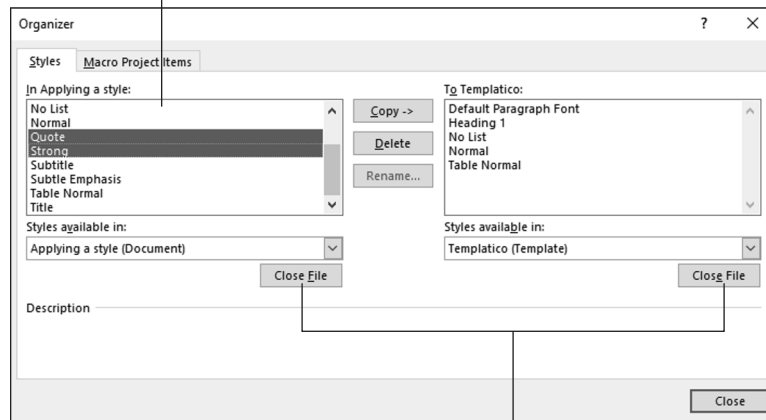 Organizer ?
Styles Macro Project Items
In Applying a style:
No List
Normal
Quote
Strong
Subtitle
Subtle Emphasis
Table Normal
Title
Styles available in:
Applying a style (Document)
Close File
Copy ->
Delete
Rename...
To Templatico:
Default Paragraph Font
Heading 1
No List
Normal
Table Normal
Styles available in:
Templatico (Template)
Close File
Description
Close